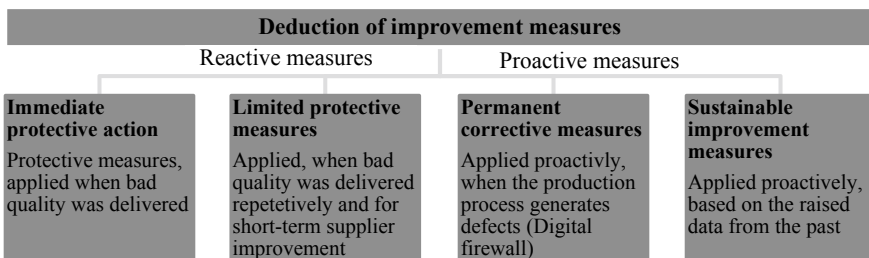 Deduction of improvement measures
Reactive measures
Proactive measures
Immediate
protective action
Protective measures,
applied when bad
quality was delivered
Limited protective
measures
Applied, when bad
quality was delivered
repetetively and for
short-term supplier
improvement
Permanent
corrective measures
Applied proactivly,
when the production
process generates
defects (Digital
firewall)
Sustainable
improvement
measures
Applied proactively,
based on the raised
data from the past